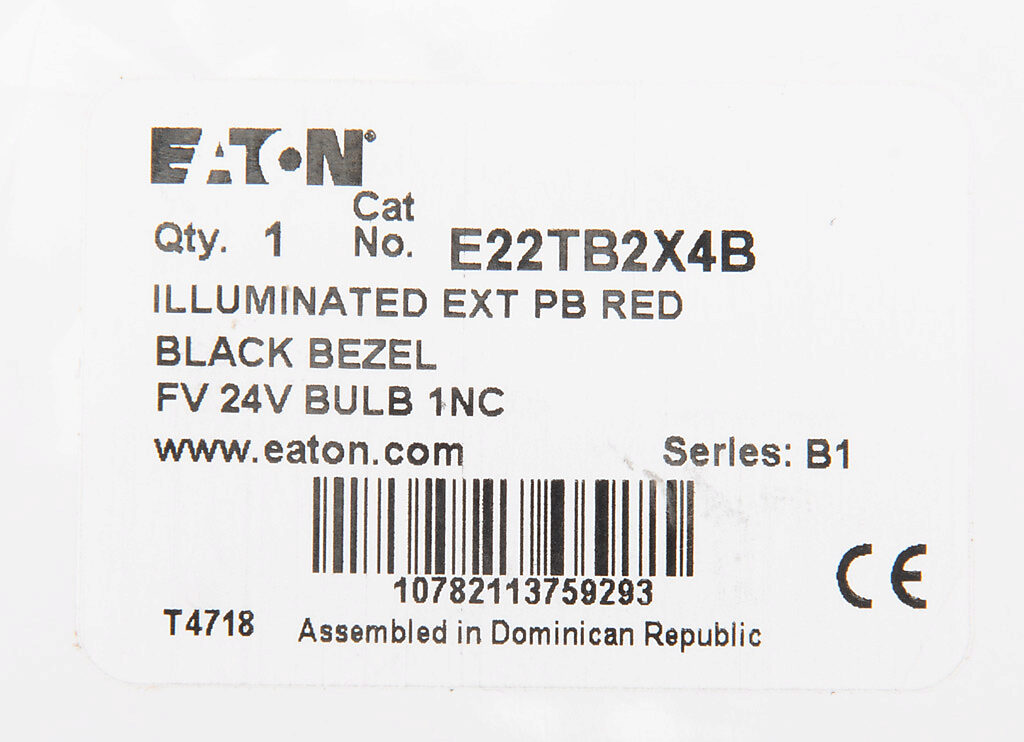 EATON®
Qty. 1 Cat No. E22TB2X4B
ILLUMINATED EXT PB RED
BLACK BEZEL
FV 24V BULB 1NC
www.eaton.com Series: B1
10782113759293
CE
T4718 Assembled in Dominican Republic